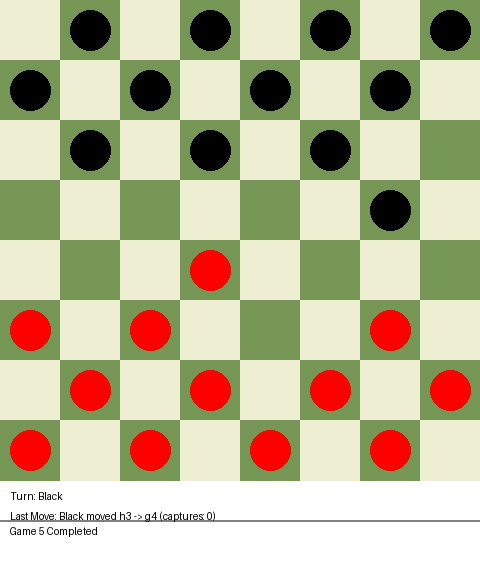 Turn: Black
Last Move: Black moved h3 -> g4 (captures: 0)
Game 5 Completed